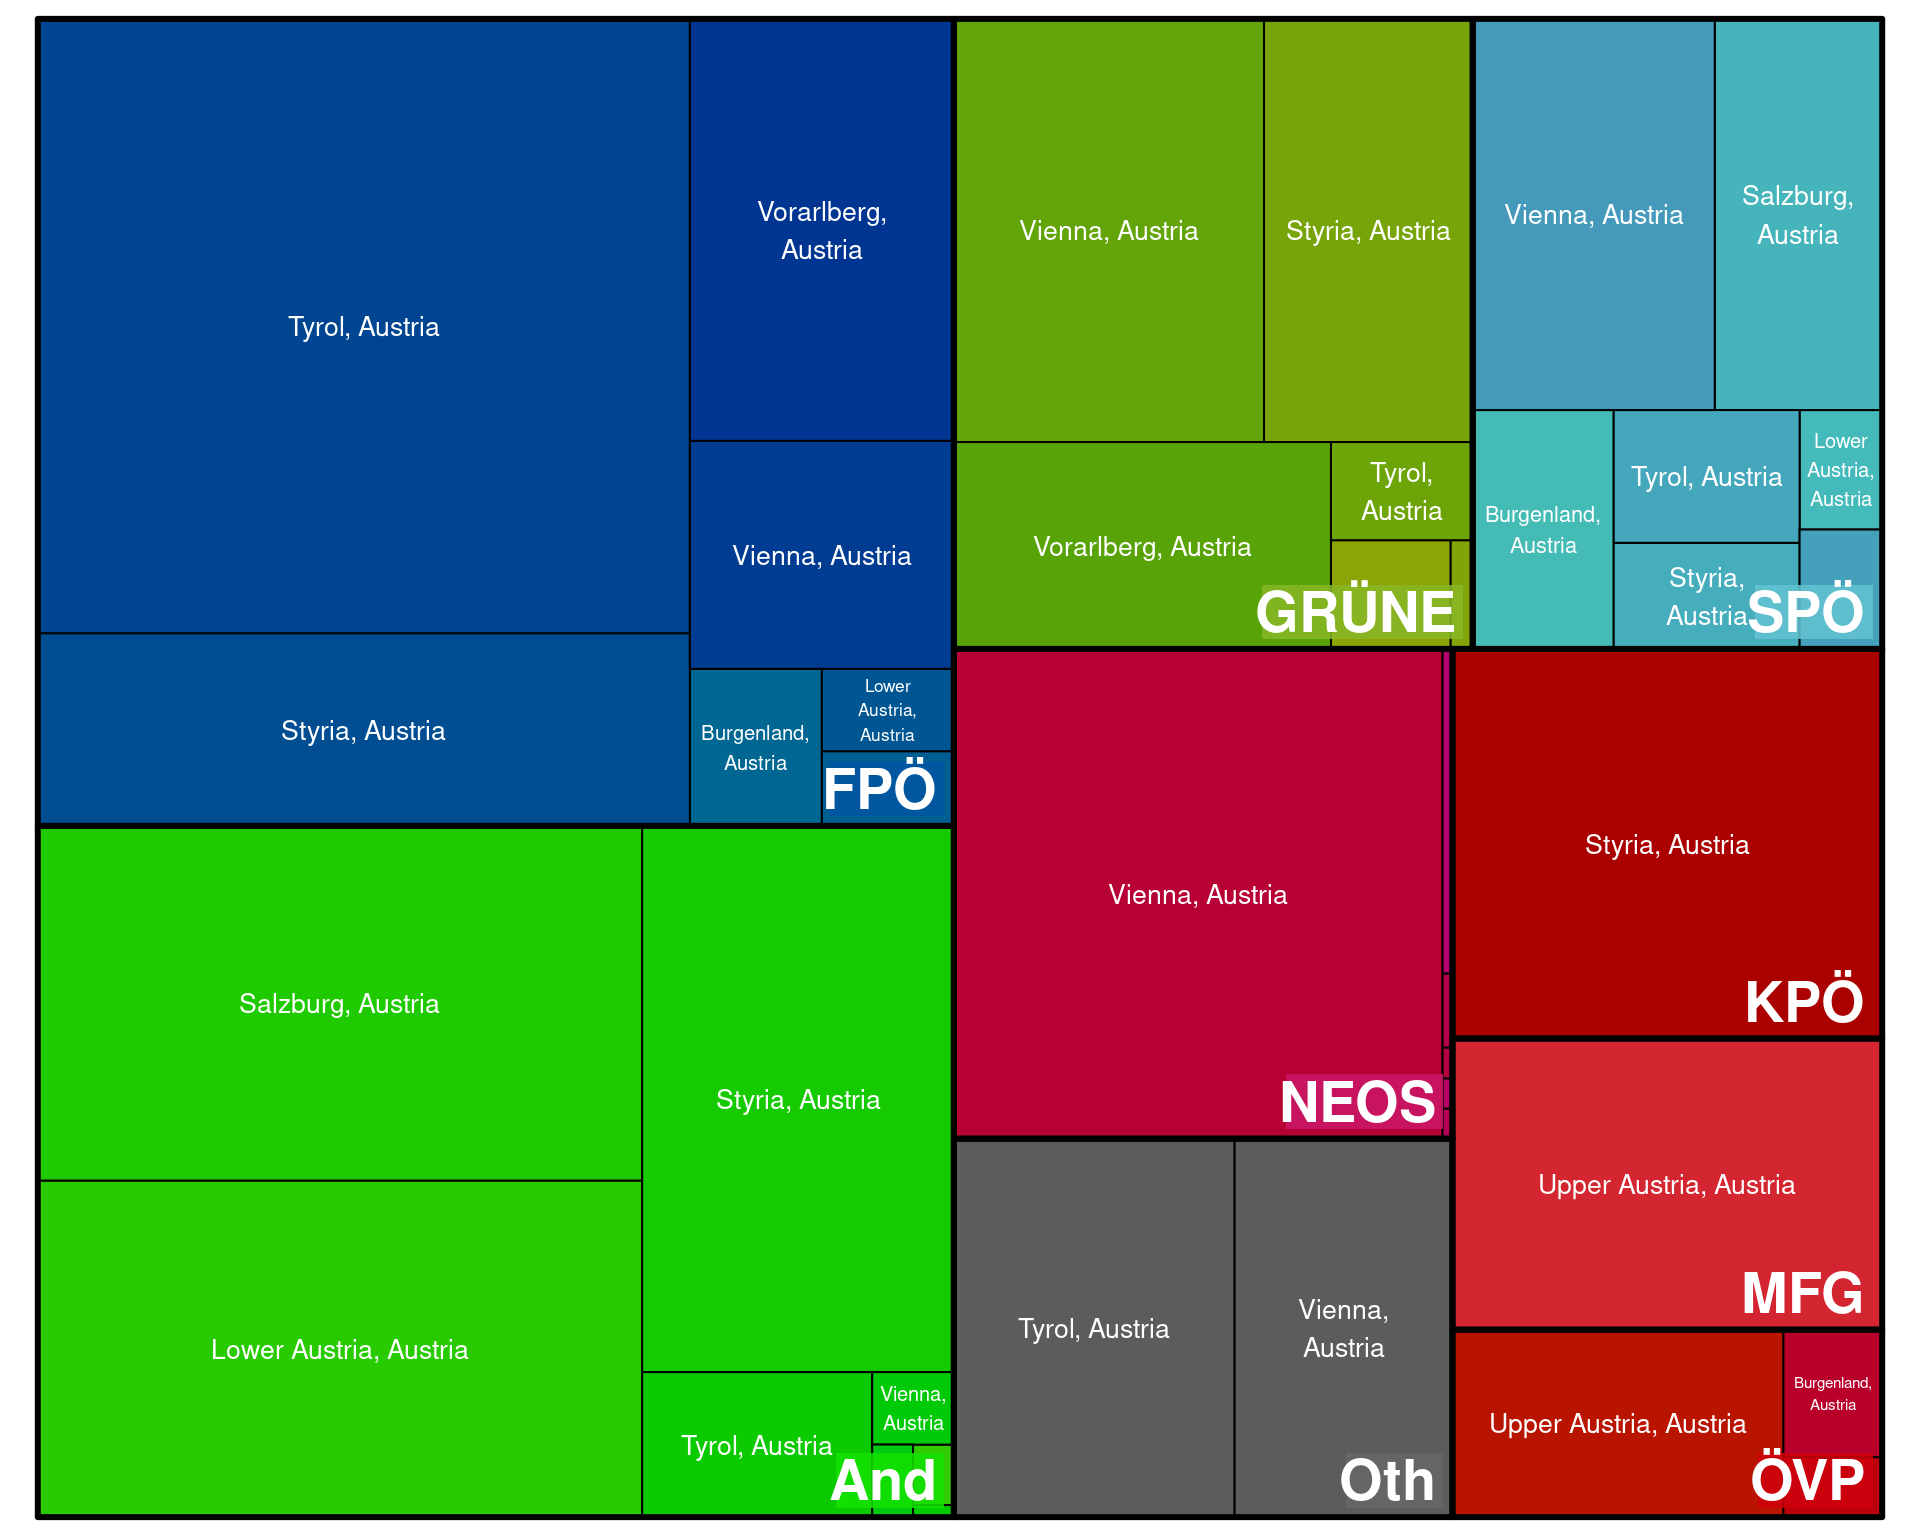 Tyrol, Austria
Vorarlberg,
Austria
Vienna, Austria
Styria, Austria
Burgenland,
Austria
Lower
Austria,
Austria
FPÖ
Vienna, Austria
Styria, Austria
Vorarlberg, Austria
Tyrol,
Austria
GRÜNE
Vienna, Austria
Salzburg,
Austria
Burgenland,
Austria
Tyrol, Austria
Lower
Austria,
Austria
Styria,
Austria
SPÖ
Salzburg, Austria
Styria, Austria
Lower Austria, Austria
Tyrol, Austria
Vienna,
Austria
And
Vienna, Austria
NEOS
Styria, Austria
KPÖ
Upper Austria, Austria
MFG
Tyrol, Austria
Vienna,
Austria
Oth
Upper Austria, Austria
Burgenland,
Austria
ÖVP